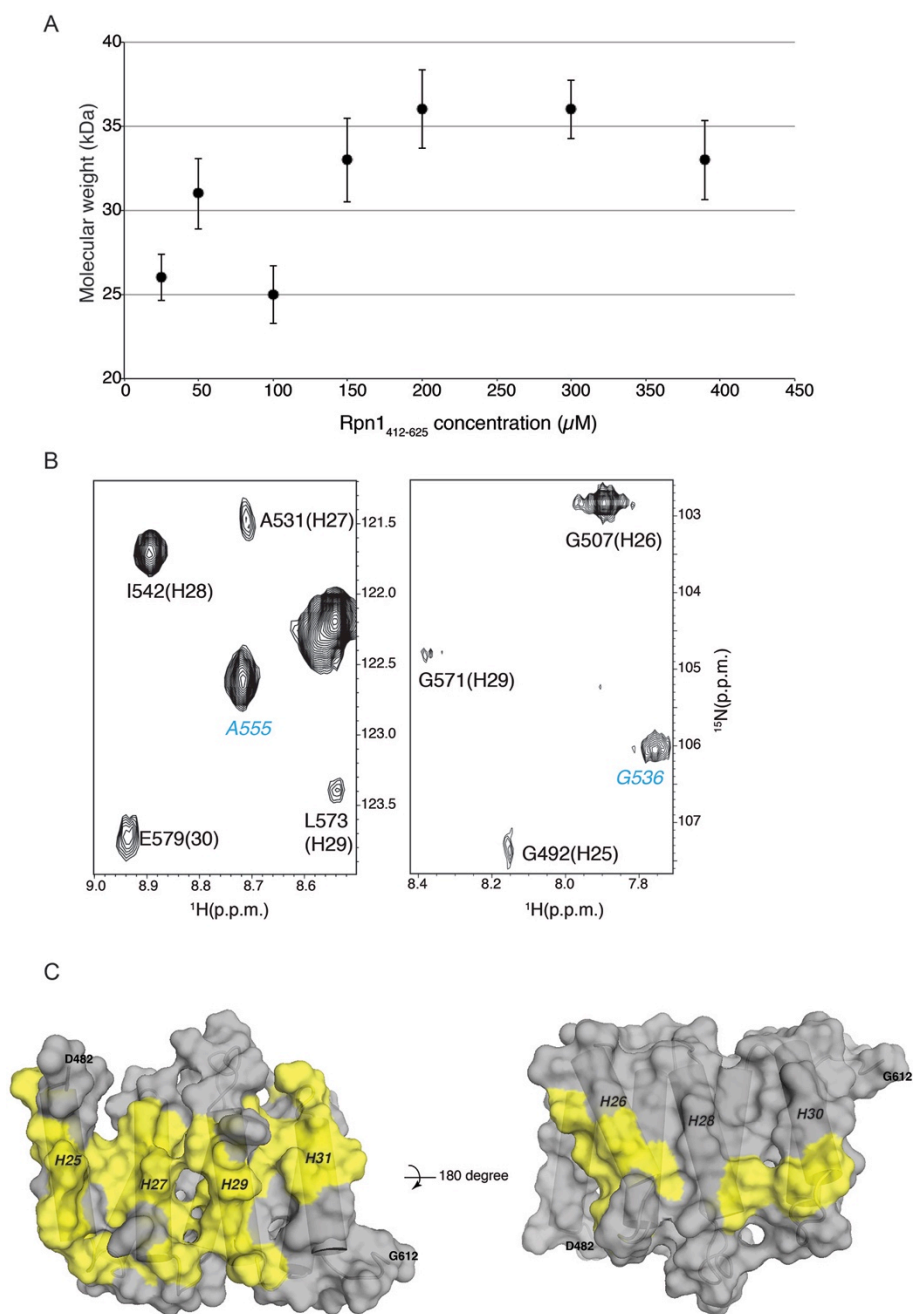 A
Molecular weight (kDa)
40
35
30
25
20
0 50 100 150 200 250 300 350 400 450
Rpn1₄₁₂₋₆₂₅ concentration (µM)
B
A531(H27)
I542(H28)
A555
E579(30)
L573
(H29)
121.5
122.0
122.5
123.0
123.5
9.0 8.9 8.8 8.7 8.6
¹H(p.p.m.)
G507(H26)
G571(H29)
G536
G492(H25)
103
104
105
106
107
¹⁵N(p.p.m.)
8.4 8.2 8.0 7.8
¹H(p.p.m.)
C
D482
H25
H27
H29
H31
G612
180 degree
H26
H28
H30
G612
D482